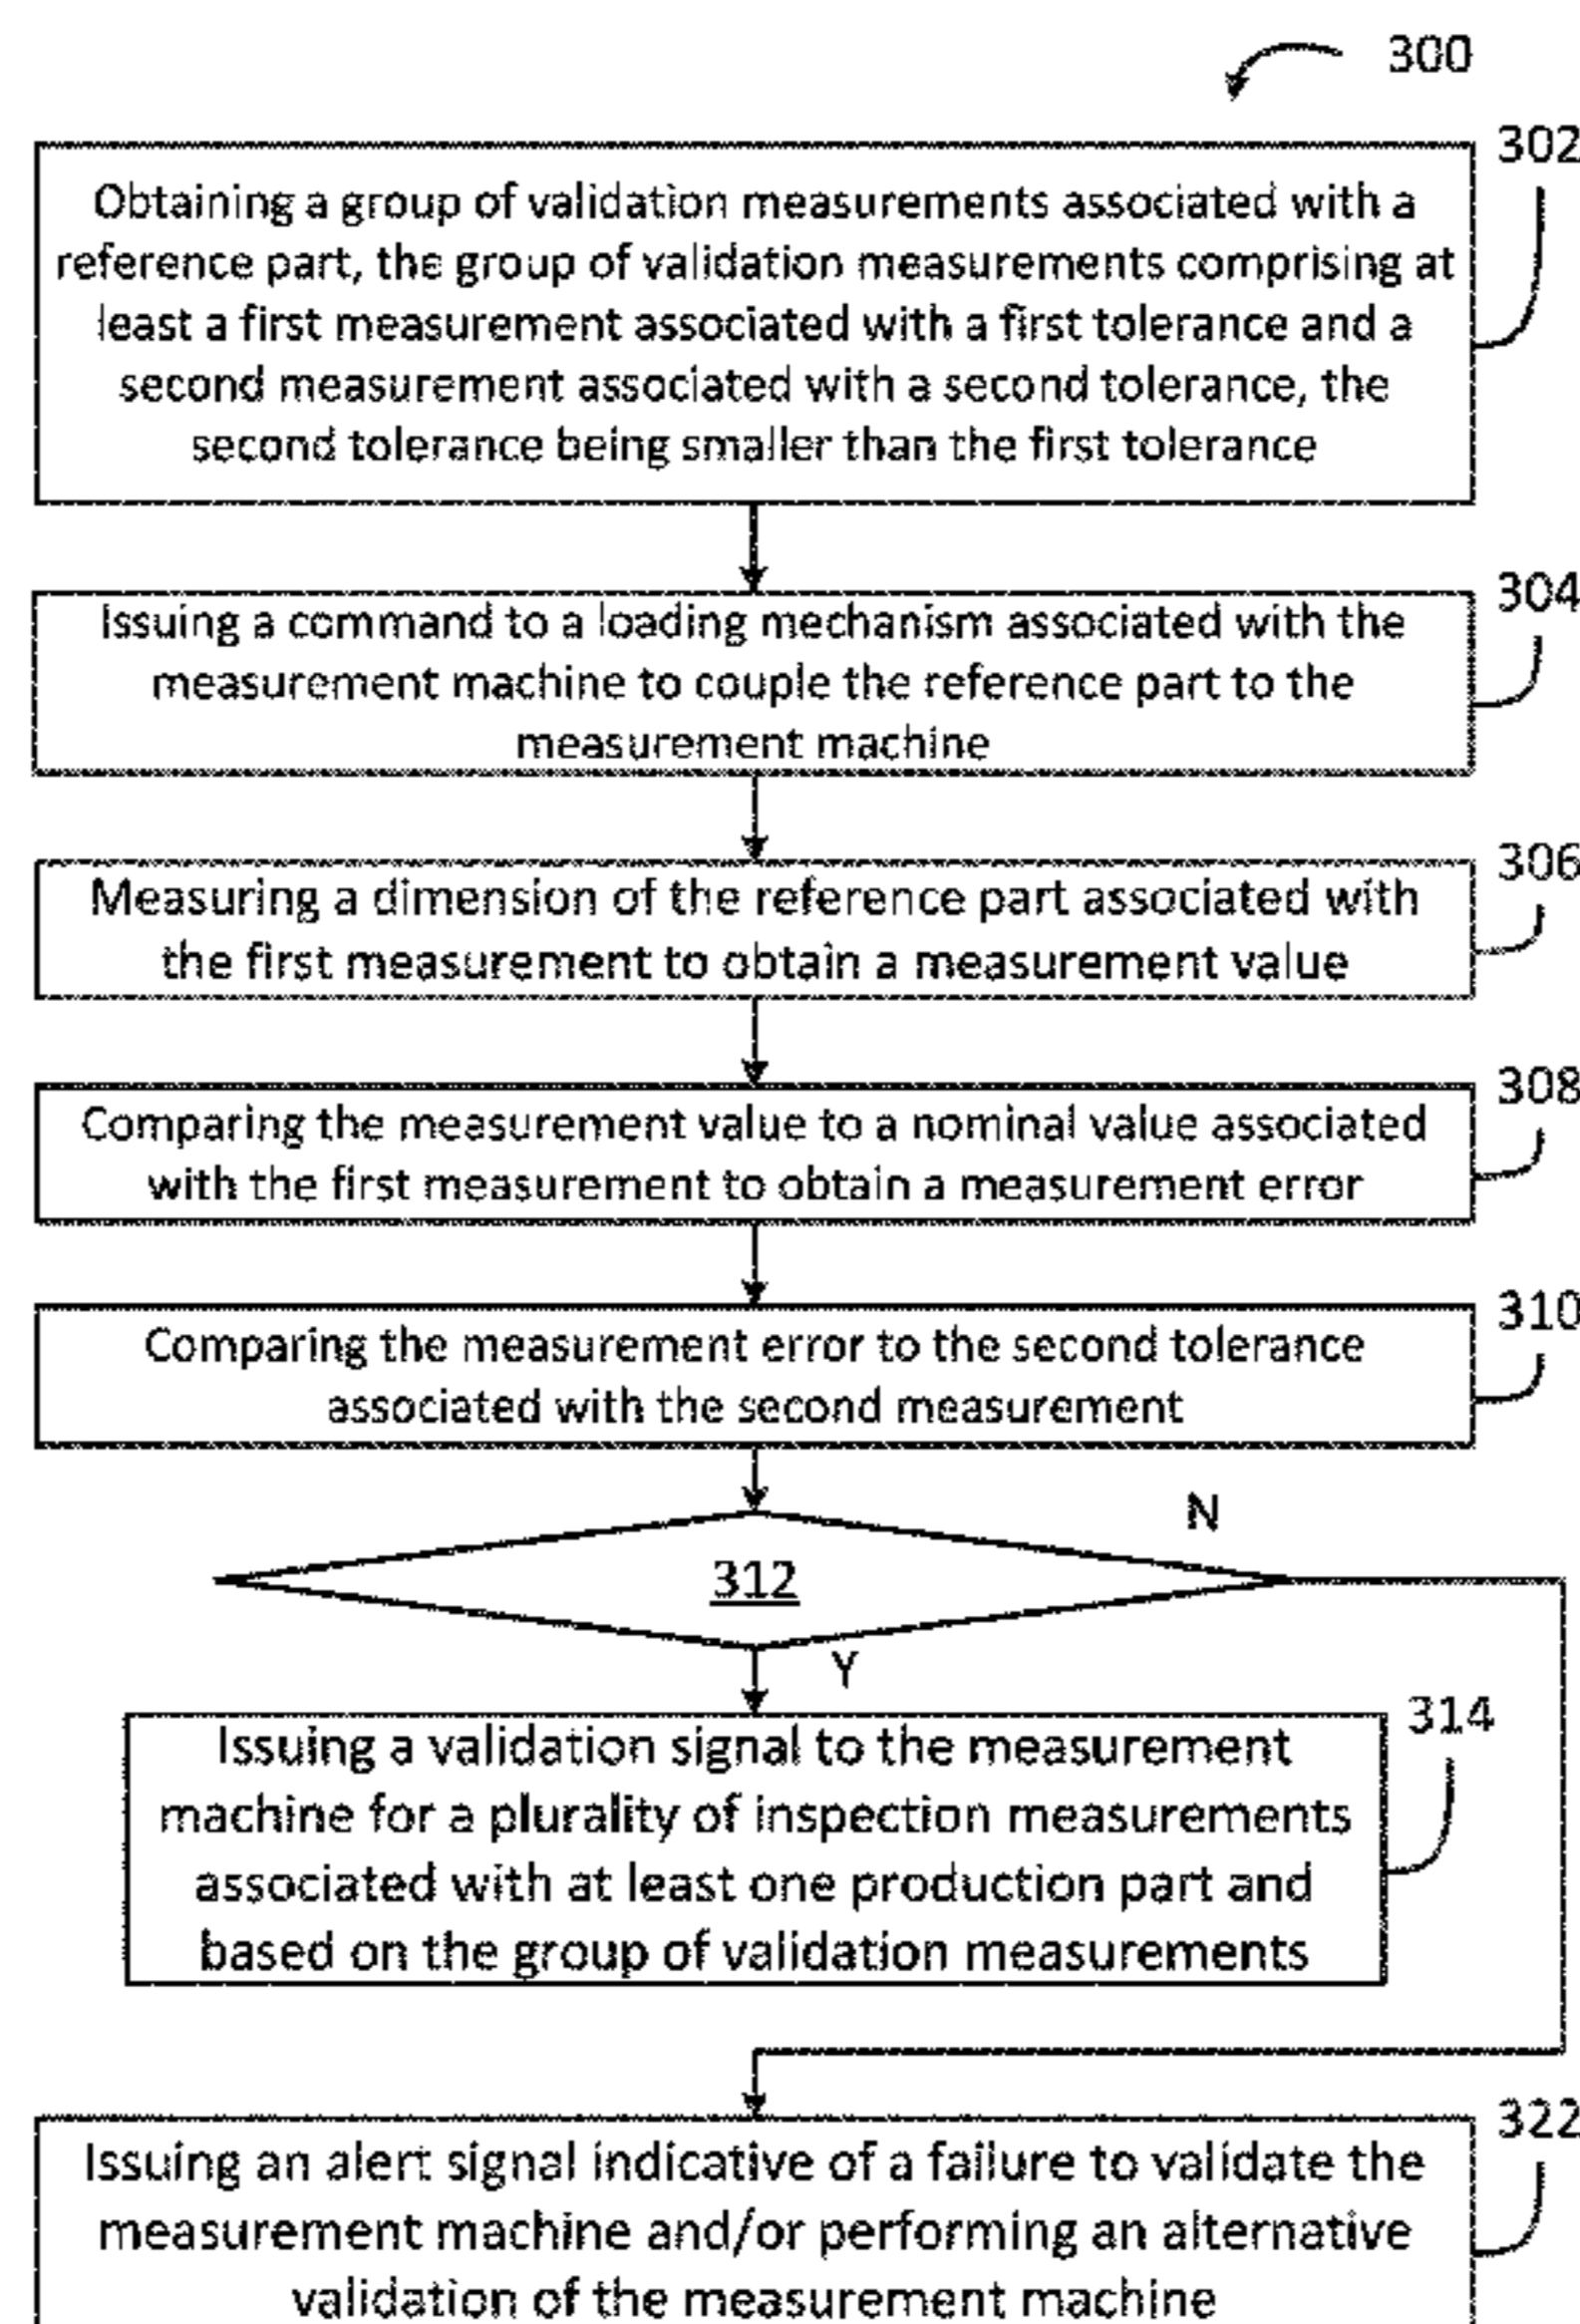 300
302
Obtaining a group of validation measurements associated with a
reference part, the group of validation measurements comprising at
least a first measurement associated with a first tolerance and a
second measurement associated with a second tolerance, the
second tolerance being smaller than the first tolerance
304
Issuing a command to a loading mechanism associated with the
measurement machine to couple the reference part to the
measurement machine
306
Measuring a dimension of the reference part associated with
the first measurement to obtain a measurement value
308
Comparing the measurement value to a nominal value associated
with the first measurement to obtain a measurement error
310
Comparing the measurement error to the second tolerance
associated with the second measurement
N
312
Y
314
Issuing a validation signal to the measurement
machine for a plurality of inspection measurements
associated with at least one production part and
based on the group of validation measurements
322
Issuing an alert signal indicative of a failure to validate the
measurement machine and/or performing an alternative
validation of the measurement machine